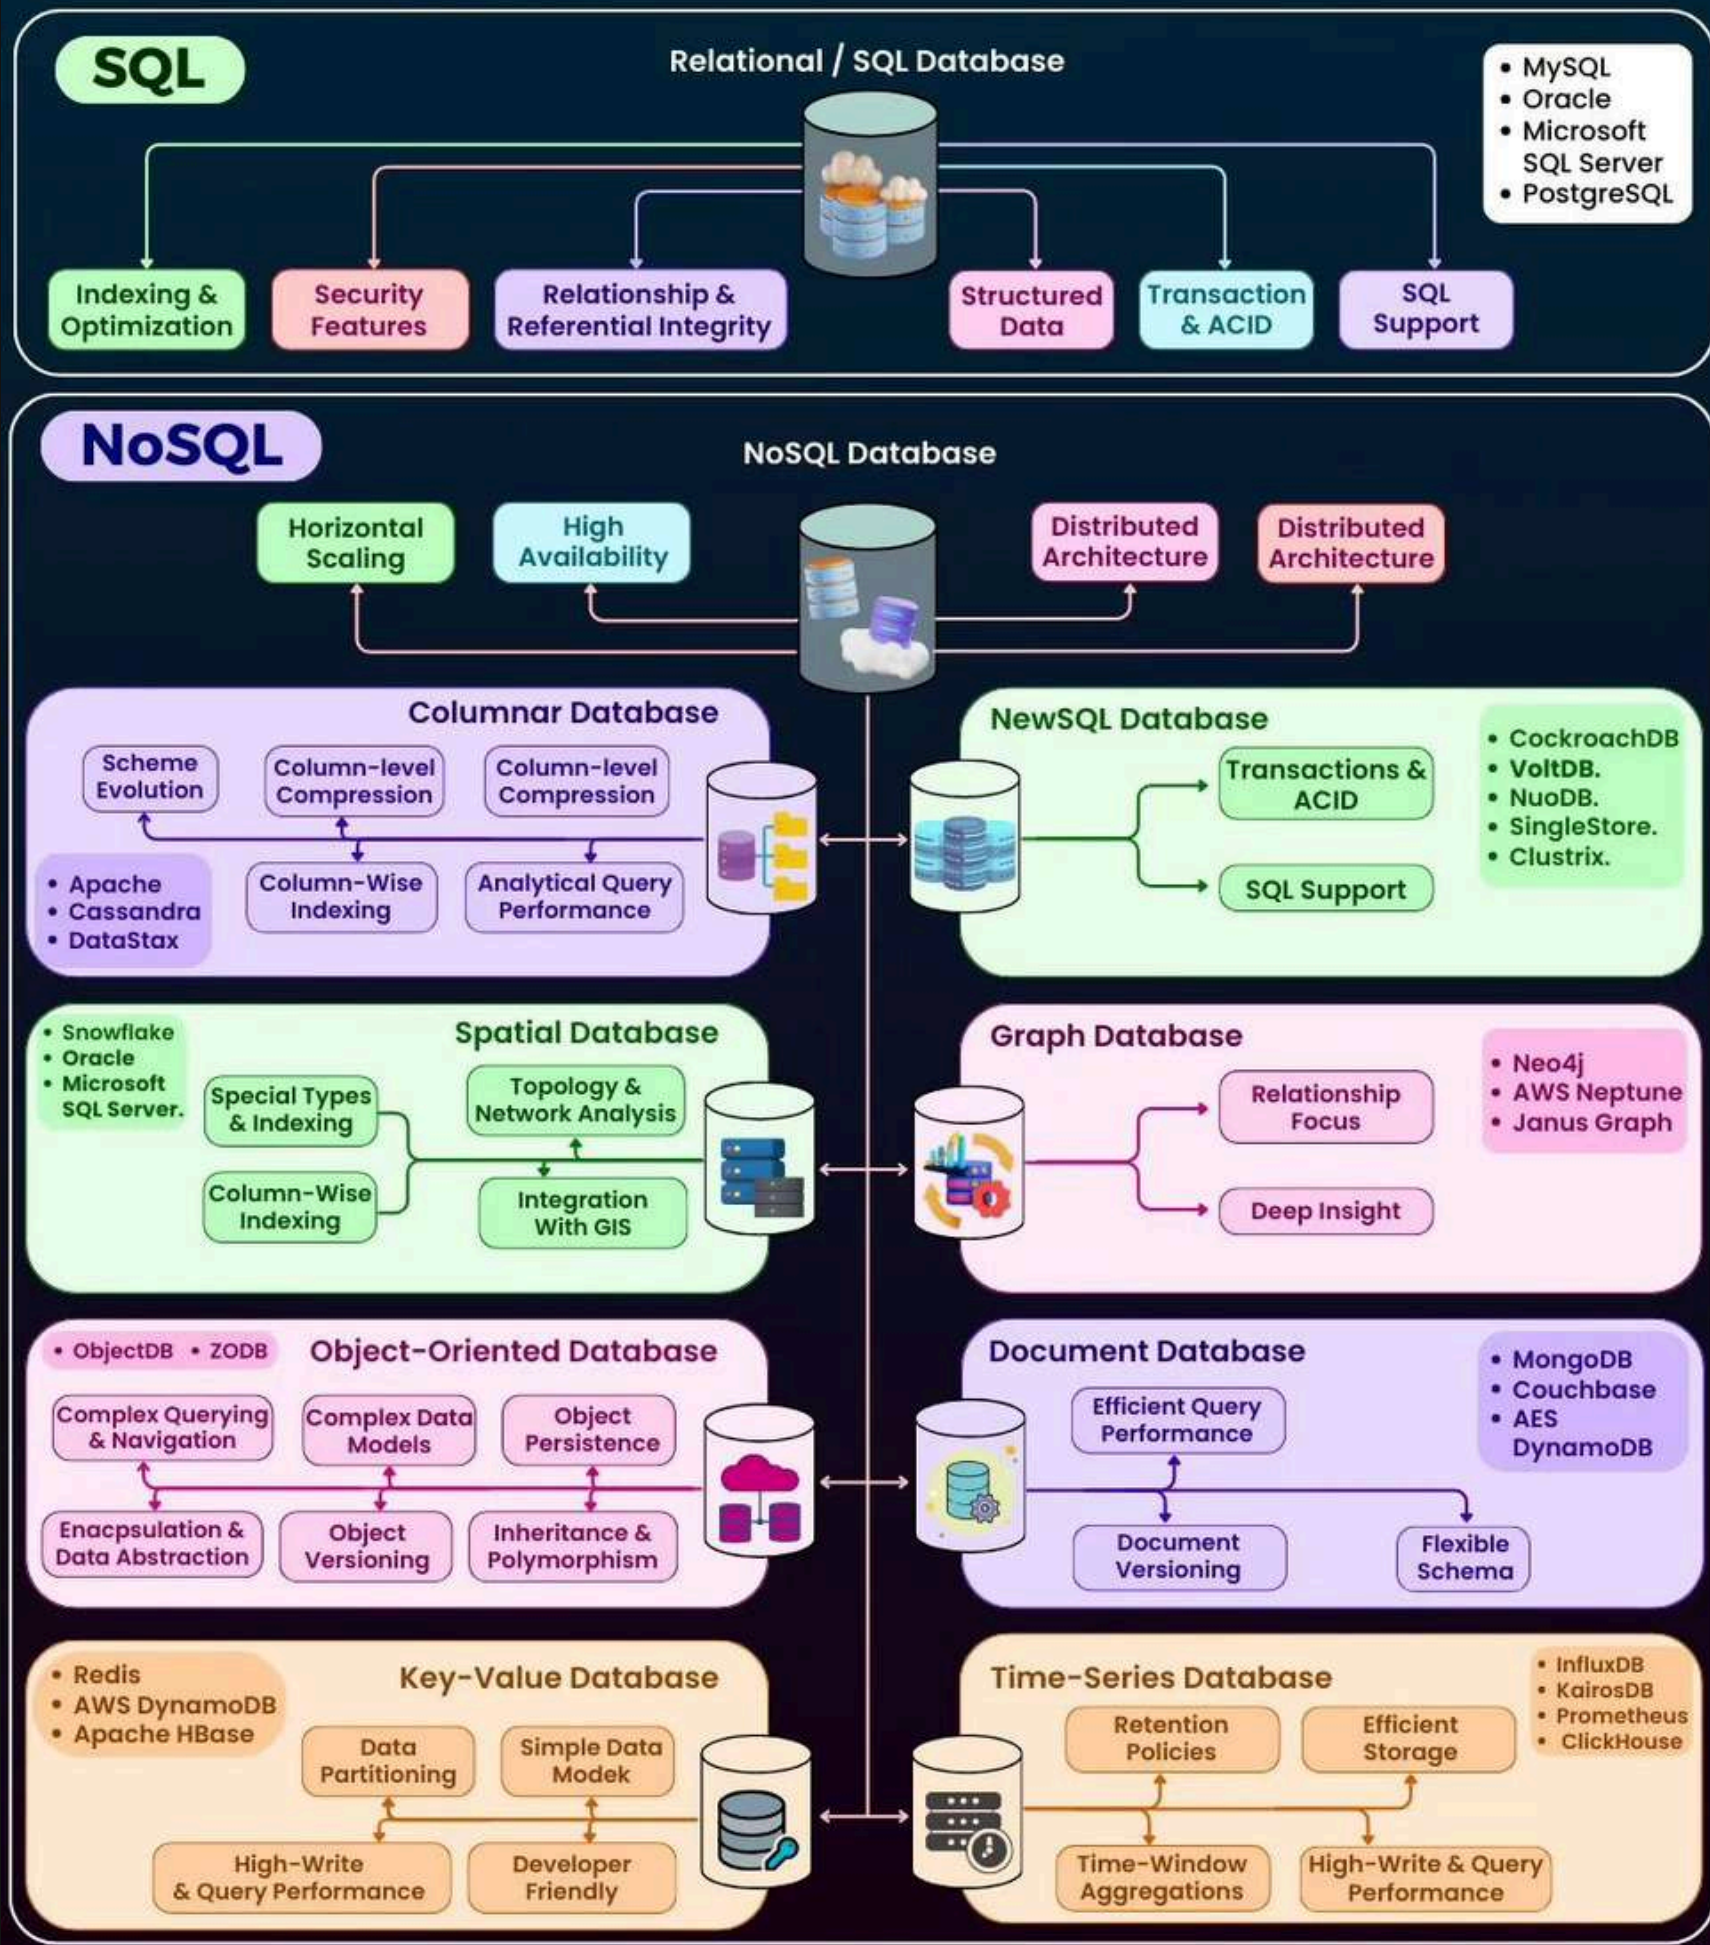 SQL
Relational / SQL Database
• MySQL
• Oracle
• Microsoft
SQL Server
• PostgreSQL
Indexing &
Optimization
Security
Features
Relationship &
Referential Integrity
Structured
Data
Transaction
& ACID
SQL
Support
NoSQL
NoSQL Database
Horizontal
Scaling
High
Availability
Distributed
Architecture
Distributed
Architecture
Columnar Database
Scheme
Evolution
Column-level
Compression
Column-level
Compression
• Apache
• Cassandra
• DataStax
Column-Wise
Indexing
Analytical Query
Performance
NewSQL Database
Transactions &
ACID
SQL Support
• CockroachDB
• VoltDB.
• NuoDB.
• SingleStore.
• Clustrix.
• Snowflake
• Oracle
• Microsoft
SQL Server.
Spatial Database
Special Types
& Indexing
Topology &
Network Analysis
Column-Wise
Indexing
Integration
With GIS
Graph Database
Relationship
Focus
Deep Insight
• Neo4j
• AWS Neptune
• Janus Graph
• ObjectDB • ZODB
Object-Oriented Database
Complex Querying
& Navigation
Complex Data
Models
Object
Persistence
Enacpsulation &
Data Abstraction
Object
Versioning
Inheritance &
Polymorphism
Document Database
Efficient Query
Performance
Document
Versioning
Flexible
Schema
• MongoDB
• Couchbase
• AES
DynamoDB
• Redis
• AWS DynamoDB
• Apache HBase
Key-Value Database
Data
Partitioning
Simple Data
Modek
High-Write
& Query Performance
Developer
Friendly
Time-Series Database
Retention
Policies
Efficient
Storage
Time-Window
Aggregations
High-Write & Query
Performance
• InfluxDB
• KairosDB
• Prometheus
• ClickHouse